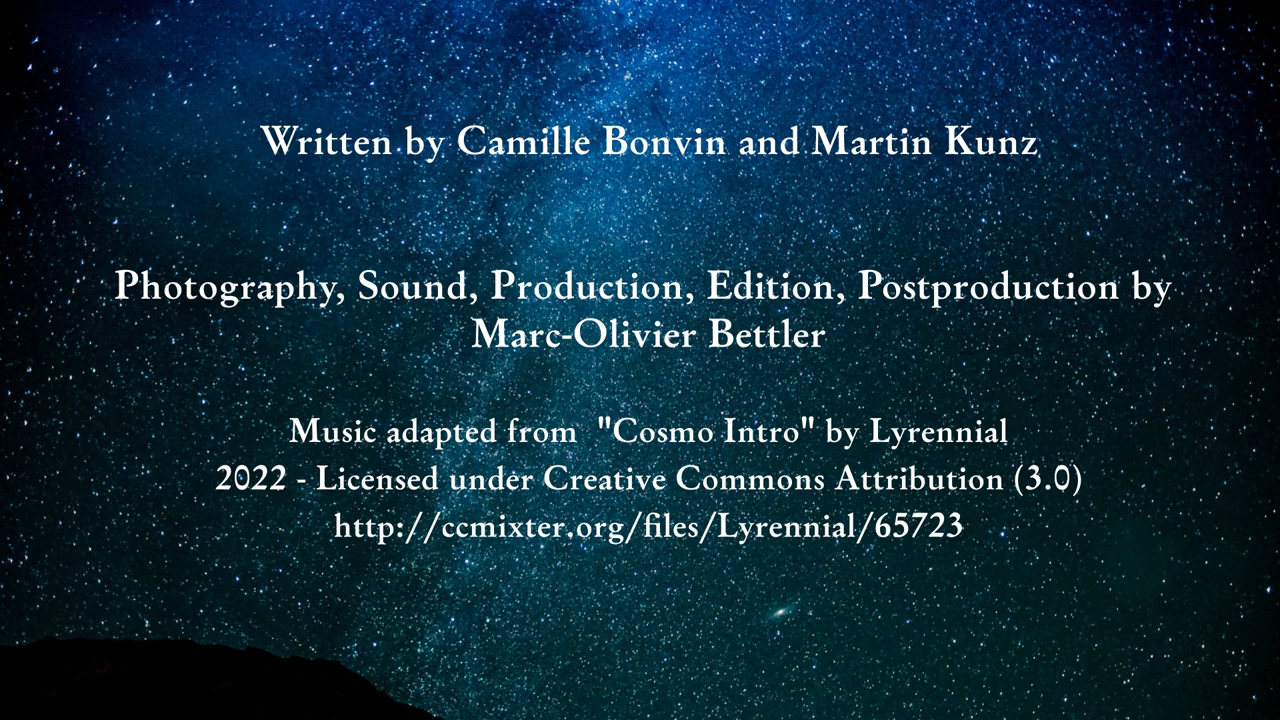 Written by Camille Bonvin and Martin Kunz
Photography, Sound, Production, Edition, Postproduction by
Marc-Olivier Bettler
Music adapted from  "Cosmo Intro" by Lyrennial
2022 - Licensed under Creative Commons Attribution (3.0)
http://ccmixter.org/files/Lyrennial/65723